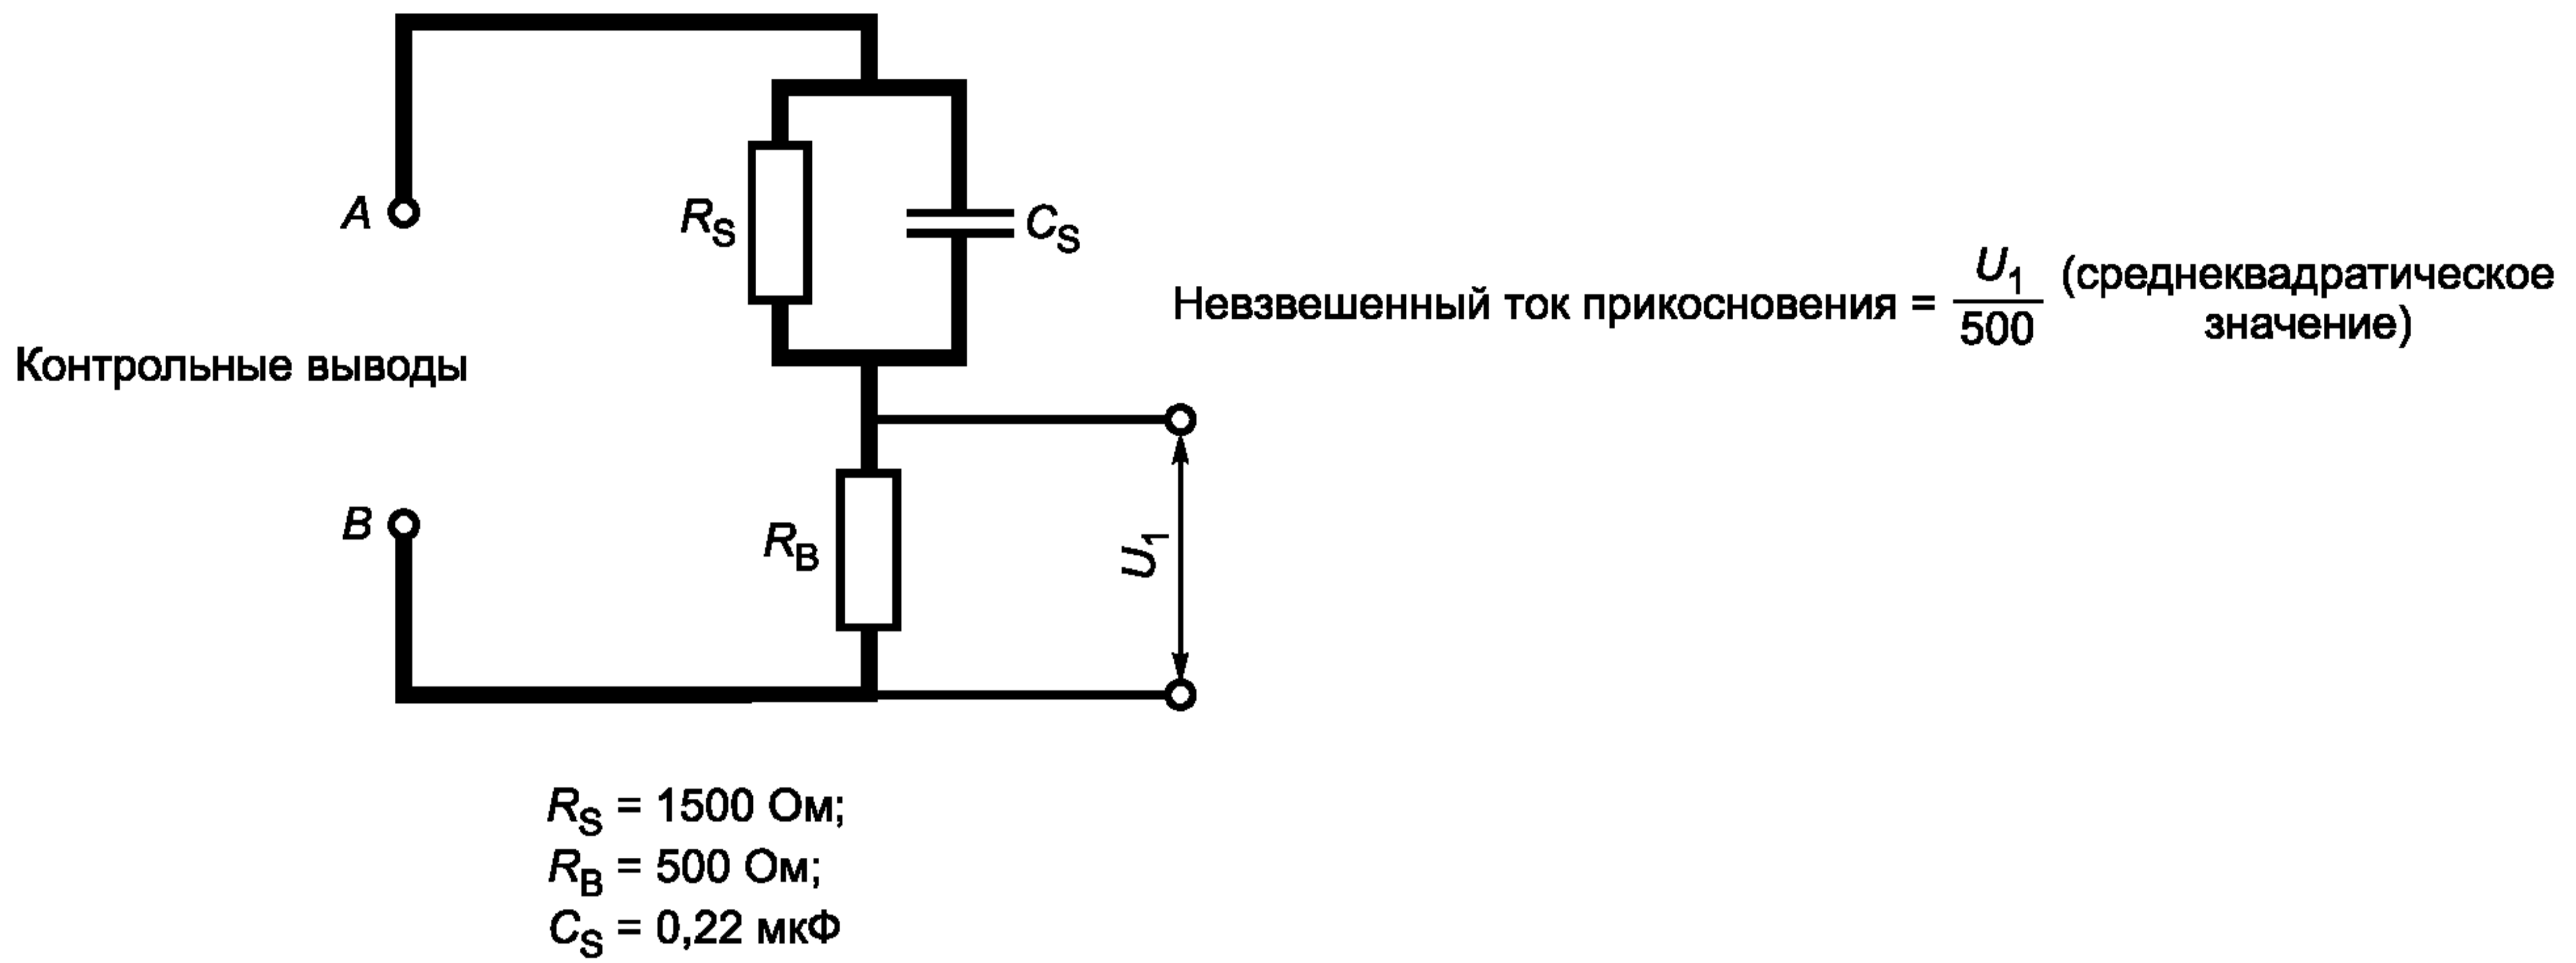 A
R_S
C_S
Невзвешенный ток прикосновения = U_1/500 (среднеквадратическое
значение)
Контрольные выводы
B
R_B
U_1
R_S = 1500 Ом;
R_B = 500 Ом;
C_S = 0,22 мкФ